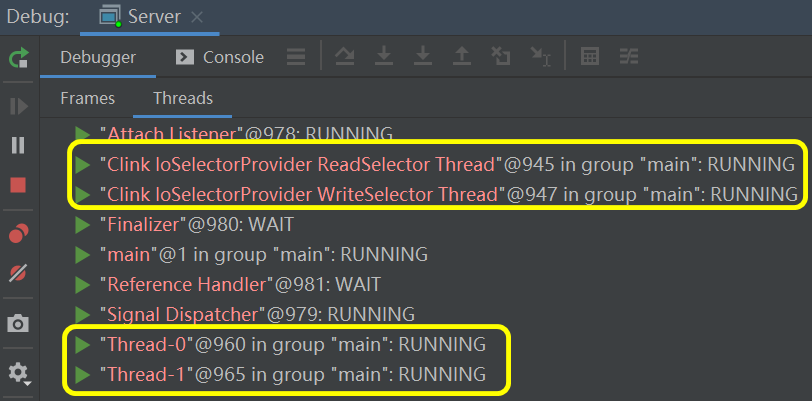 Debug: Server
Debugger Console
Frames Threads
"Attach Listener"@978: RUNNING
"Clink IoSelectorProvider ReadSelector Thread"@945 in group "main": RUNNING
"Clink IoSelectorProvider WriteSelector Thread"@947 in group "main": RUNNING
"Finalizer"@980: WAIT
"main"@1 in group "main": RUNNING
"Reference Handler"@981: WAIT
"Signal Dispatcher"@979: RUNNING
"Thread-0"@960 in group "main": RUNNING
"Thread-1"@965 in group "main": RUNNING